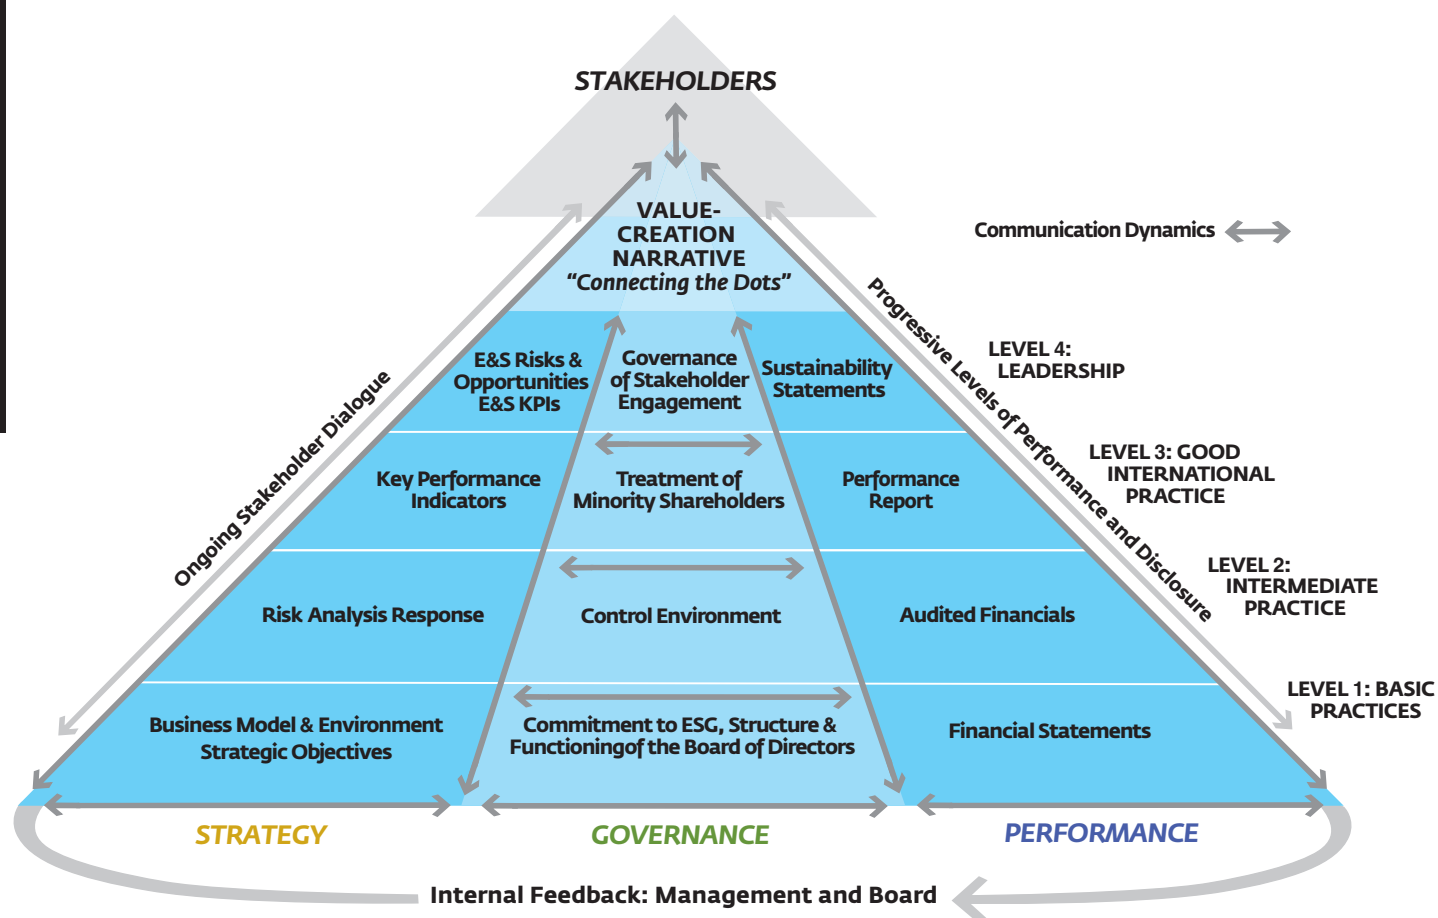 STAKEHOLDERS
VALUE-
CREATION
NARRATIVE
“Connecting the Dots”
Communication Dynamics
Ongoing Stakeholder Dialogue
Progressive Levels of Performance and Disclosure
E&S Risks &
Opportunities
E&S KPIs
Governance
of Stakeholder
Engagement
Sustainability
Statements
LEVEL 4:
LEADERSHIP
Key Performance
Indicators
Treatment of
Minority Shareholders
Performance
Report
LEVEL 3: GOOD
INTERNATIONAL
PRACTICE
Risk Analysis Response
Control Environment
Audited Financials
LEVEL 2:
INTERMEDIATE
PRACTICE
Business Model & Environment
Strategic Objectives
Commitment to ESG, Structure &
Functioningof the Board of Directors
Financial Statements
LEVEL 1: BASIC
PRACTICES
STRATEGY
GOVERNANCE
PERFORMANCE
Internal Feedback: Management and Board